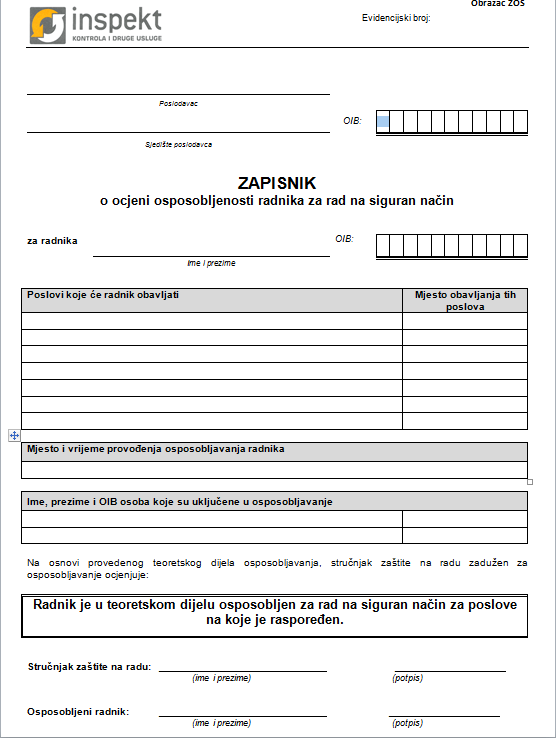 Obrazac ZOS
inspekt
KONTROLA I DRUGE USLUGE
Evidencijski broj:
Poslodavac
OIB:
Sjedište poslodavca
ZAPISNIK
o ocjeni osposobljenosti radnika za rad na siguran način
za radnika
OIB:
Ime i prezime
Poslovi koje će radnik obavljati
Mjesto obavljanja tih
poslova
Mjesto i vrijeme provođenja osposobljavanja radnika
Ime, prezime i OIB osoba koje su uključene u osposobljavanje
Na osnovi provedenog teoretskog dijela osposobljavanja, stručnjak zaštite na radu zadužen za
osposobljavanje ocjenjuje:
Radnik je u teoretskom dijelu osposobljen za rad na siguran način za poslove
na koje je raspoređen.
Stručnjak zaštite na radu:
(ime i prezime) (potpis)
Osposobljeni radnik:
(ime i prezime) (potpis)